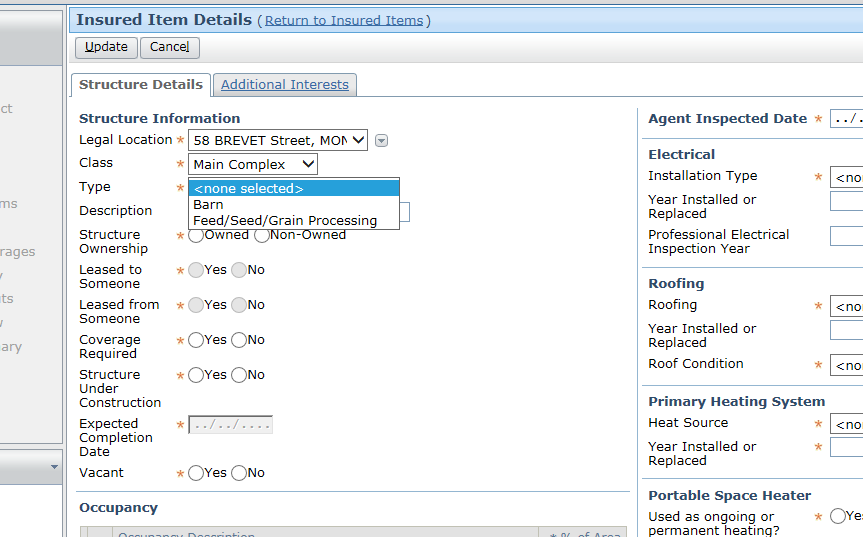 Insured Item Details (Return to Insured Items)
Update Cancel
Structure Details Additional Interests
Structure Information
Legal Location * 58 BREVET Street, MON
Class * Main Complex
Type * <none selected>
Barn
Feed/Seed/Grain Processing
Description
Structure
Ownership * Owned Non-Owned
Leased to
Someone * Yes No
Leased from
Someone * Yes No
Coverage
Required * Yes No
Structure
Under
Construction * Yes No
Expected
Completion
Date * ../../....
Vacant * Yes No
Occupancy
Occupancy Description * % of Area
Agent Inspected Date * ../.
Electrical
Installation Type * <no
Year Installed or
Replaced
Professional Electrical
Inspection Year
Roofing
Roofing * <no
Year Installed or
Replaced
Roof Condition * <no
Primary Heating System
Heat Source * <no
Year Installed or
Replaced *
Portable Space Heater
Used as ongoing or
permanent heating? * Ye
ct
ms
rages
y
ts
w
ary